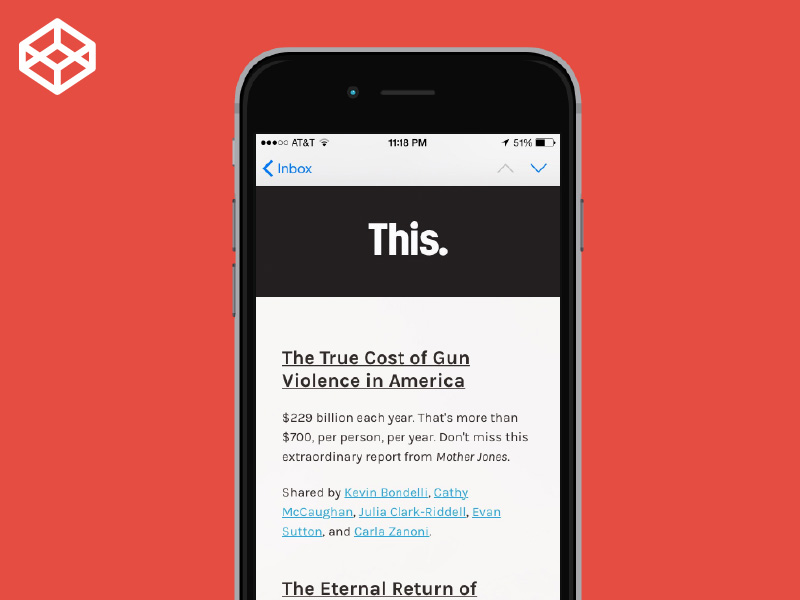 AT&T 11:18 PM 51%
Inbox
This.
The True Cost of Gun
Violence in America
$229 billion each year. That's more than
$700, per person, per year. Don't miss this
extraordinary report from Mother Jones.
Shared by Kevin Bondelli, Cathy
McCaughan, Julia Clark-Riddell, Evan
Sutton, and Carla Zanoni.
The Eternal Return of